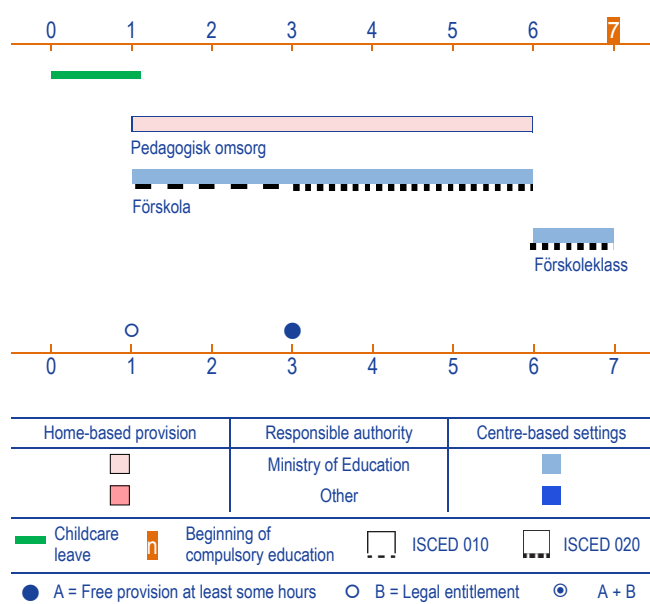 0 1 2 3 4 5 6 7
Pedagogisk omsorg
Förskola
Förskoleklass
0 1 2 3 4 5 6 7
Home-based provision Responsible authority Centre-based settings
Ministry of Education
Other
Childcare
leave
n
Beginning of
compulsory education
ISCED 010
ISCED 020
A = Free provision at least some hours B = Legal entitlement A + B